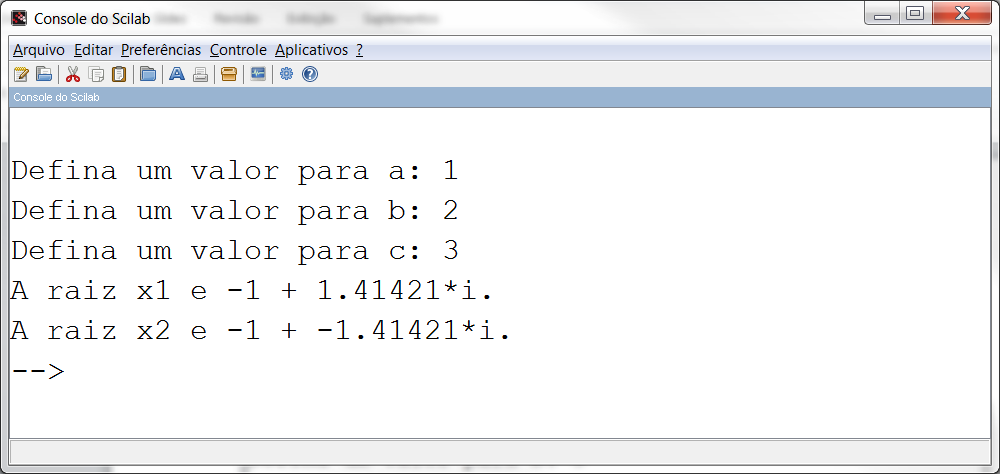 Console do Scilab
Arquivo Editar Preferências Controle Aplicativos ?
Console do Scilab
Defina um valor para a: 1
Defina um valor para b: 2
Defina um valor para c: 3
A raiz x1 e -1 + 1.41421*i.
A raiz x2 e -1 + -1.41421*i.
-->